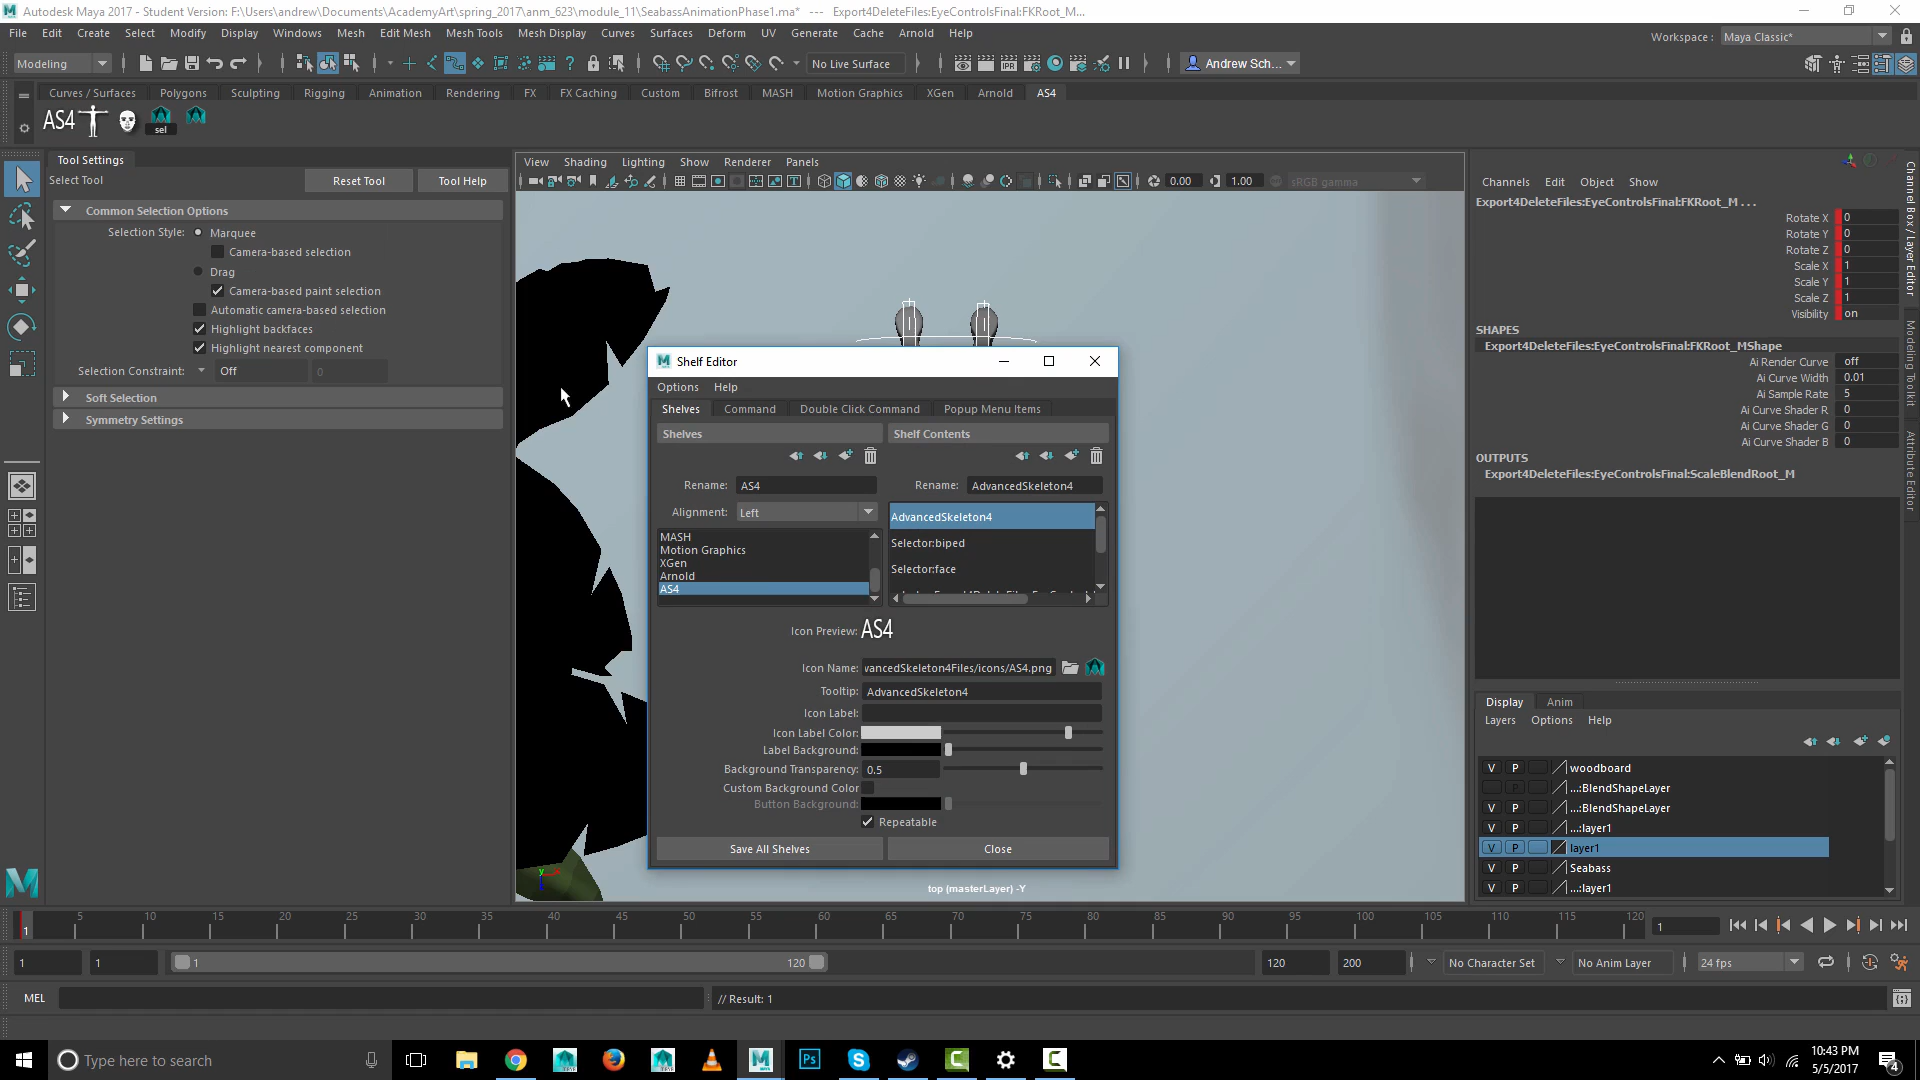 Autodesk Maya 2017 - Student Version: F:\Users\andrew\Documents\AcademyArt\spring_2017\anm_623\module_11\SeabassAnimationPhase1.ma*   ---   Export4DeleteFiles:EyeControlsFinal:FKRoot_M...
File Edit Create Select Modify Display Windows Mesh Edit Mesh Mesh Tools Mesh Display Curves Surfaces Deform UV Generate Cache Arnold Help
Workspace : Maya Classic*
Modeling No Live Surface Andrew Sch...
Curves / Surfaces Polygons Sculpting Rigging Animation Rendering FX FX Caching Custom Bifrost MASH Motion Graphics XGen Arnold AS4
AS4 sel
Tool Settings
Select Tool Reset Tool Tool Help
Common Selection Options
Selection Style: Marquee
Camera-based selection
Drag
Camera-based paint selection
Automatic camera-based selection
Highlight backfaces
Highlight nearest component
Selection Constraint: Off 0
Soft Selection
Symmetry Settings
View Shading Lighting Show Renderer Panels
0.00 1.00 sRGB gamma
Shelf Editor
Options Help
Shelves Command Double Click Command Popup Menu Items
Shelves Shelf Contents
Rename: AS4 Rename: AdvancedSkeleton4
Alignment: Left
MASH
Motion Graphics
XGen
Arnold
AS4
AdvancedSkeleton4
Selector:biped
Selector:face
Icon Preview: AS4
Icon Name: vancedSkeleton4Files/icons/AS4.png
Tooltip: AdvancedSkeleton4
Icon Label:
Icon Label Color:
Label Background:
Background Transparency: 0.5
Custom Background Color
Button Background:
Repeatable
Save All Shelves Close
top (masterLayer) -Y
y
Channels Edit Object Show
Export4DeleteFiles:EyeControlsFinal:FKRoot_M . . .
Rotate X 0
Rotate Y 0
Rotate Z 0
Scale X 1
Scale Y 1
Scale Z 1
Visibility on
SHAPES
Export4DeleteFiles:EyeControlsFinal:FKRoot_MShape
Ai Render Curve off
Ai Curve Width 0.01
Ai Sample Rate 5
Ai Curve Shader R 0
Ai Curve Shader G 0
Ai Curve Shader B 0
OUTPUTS
Export4DeleteFiles:EyeControlsFinal:ScaleBlendRoot_M
Channel Box / Layer Editor
Modeling Toolkit
Attribute Editor
Display Anim
Layers Options Help
V P woodboard
P ...:BlendShapeLayer
V P ...:BlendShapeLayer
V P ...:layer1
V P layer1
V P Seabass
V P ...:layer1
5 10 15 20 25 30 35 40 45 50 55 60 65 70 75 80 85 90 95 100 105 110 115 120
1 1
1 1 1 120 120 200 No Character Set No Anim Layer 24 fps
MEL // Result: 1
Type here to search
Ps
10:43 PM
5/5/2017
4